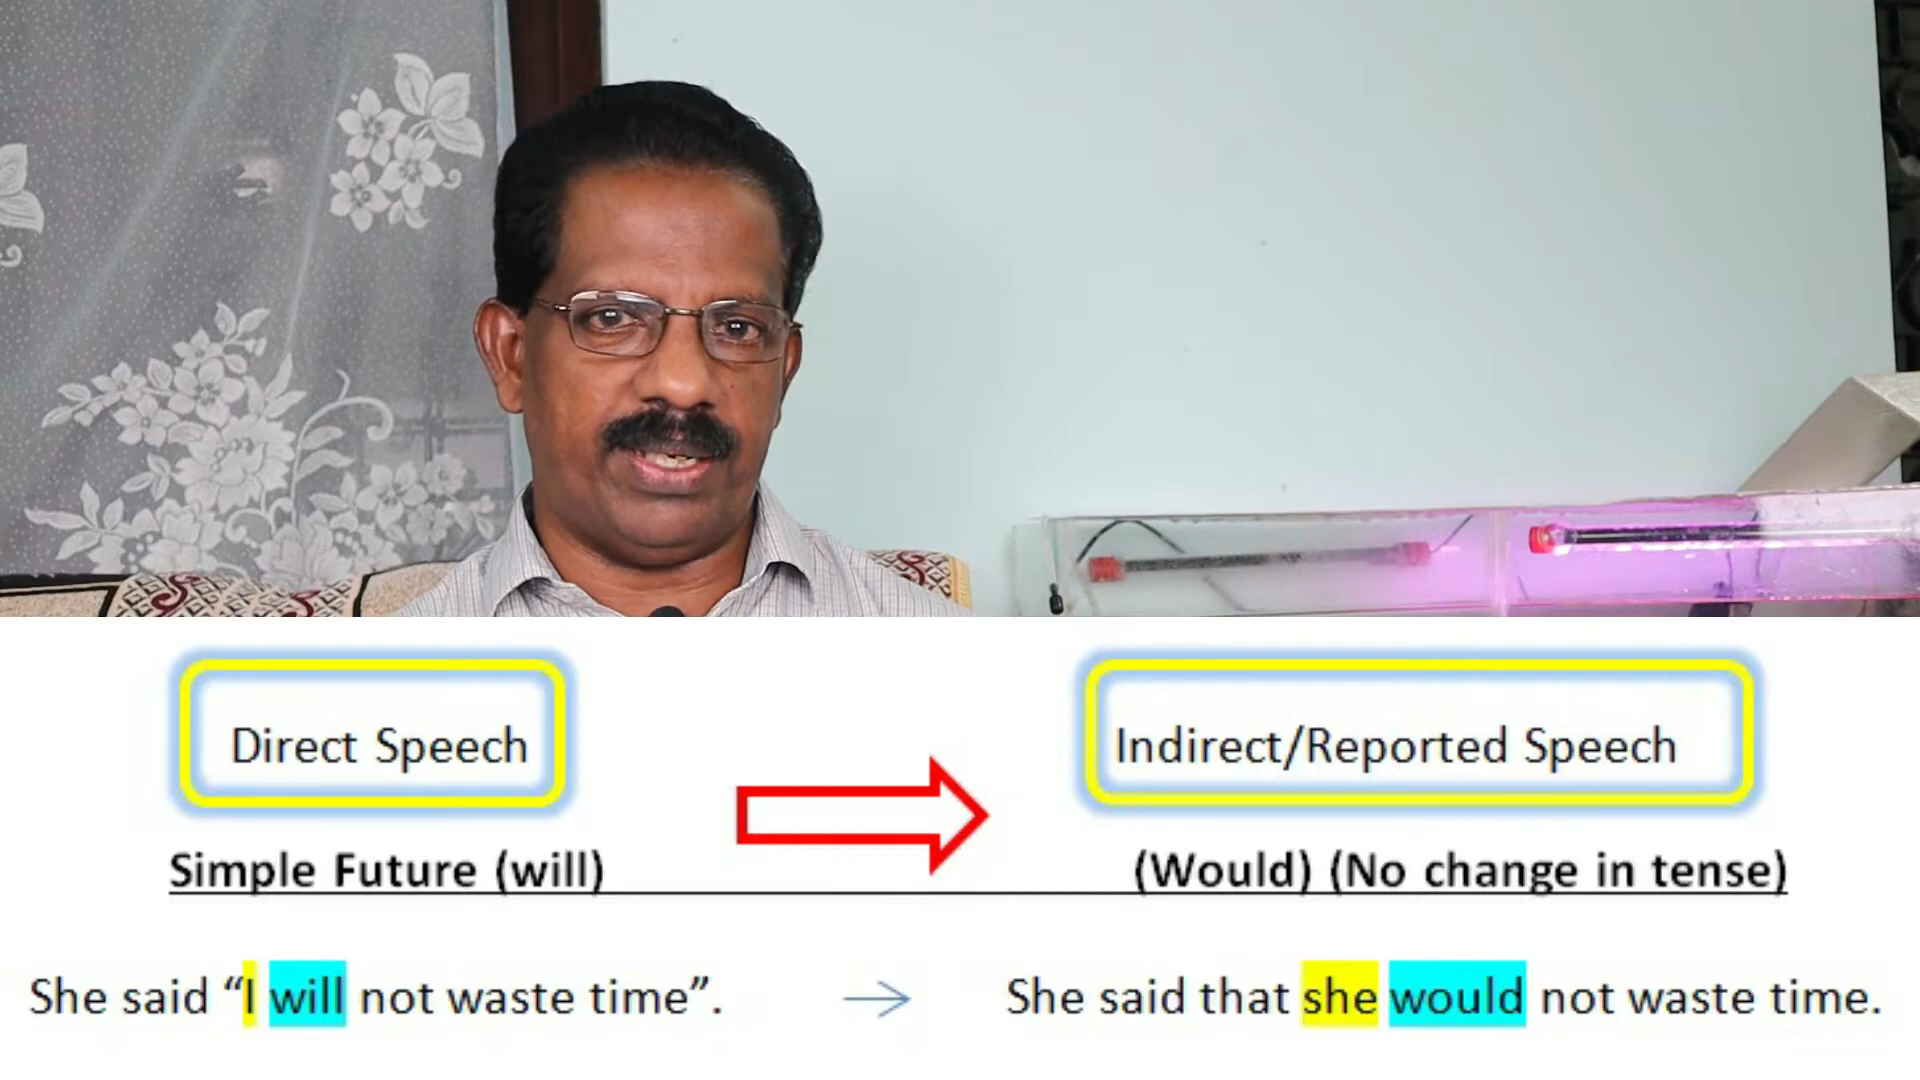 Direct Speech
Indirect/Reported Speech
Simple Future (will)
(Would) (No change in tense)
She said “I will not waste time”.
She said that she would not waste time.